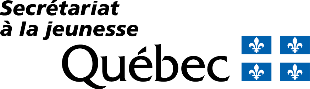 Secrétariat
à la jeunesse
Québec